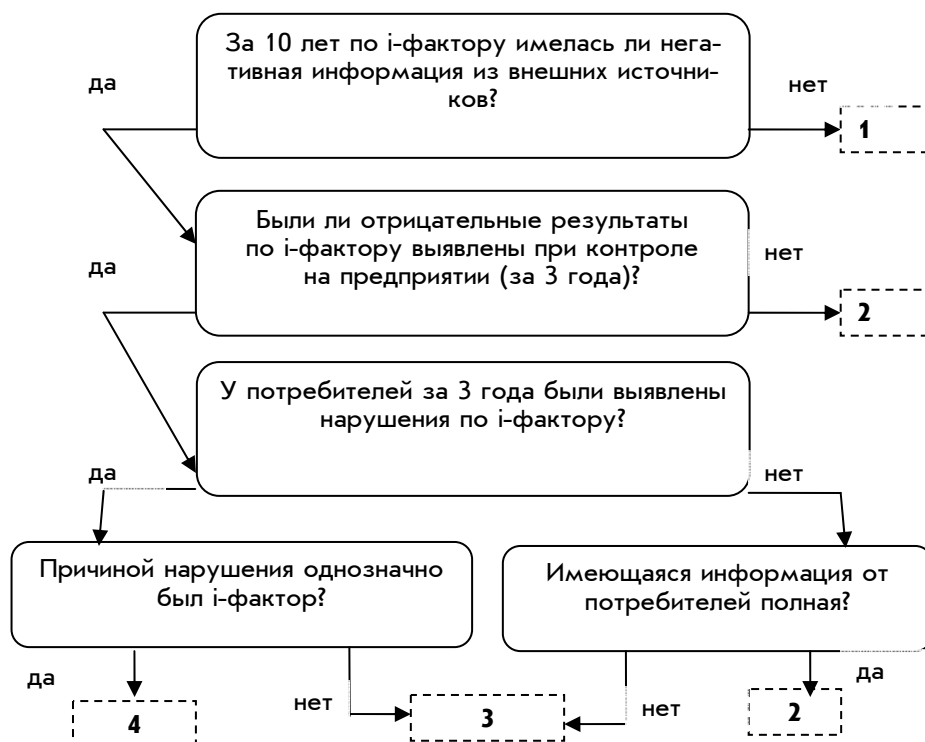 За 10 лет по i-фактору имелась ли нега-
тивная информация из внешних источни-
ков?
да
нет
1
Были ли отрицательные результаты
по i-фактору выявлены при контроле
на предприятии (за 3 года)?
да
нет
2
У потребителей за 3 года были выявлены
нарушения по i-фактору?
да
нет
Причиной нарушения однозначно
был i-фактор?
Имеющаяся информация от
потребителей полная?
да
нет
нет
да
4
3
2